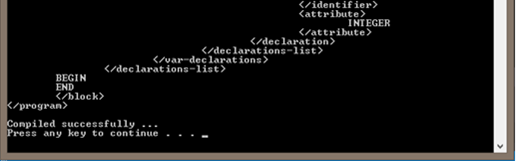 </identifier>
<attribute>
INTEGER
</attribute>
</declaration>
</declarations-list>
</var-declarations>
</declarations-list>
BEGIN
END
</block>
</program>
Compiled successfully ...
Press any key to continue . . . _